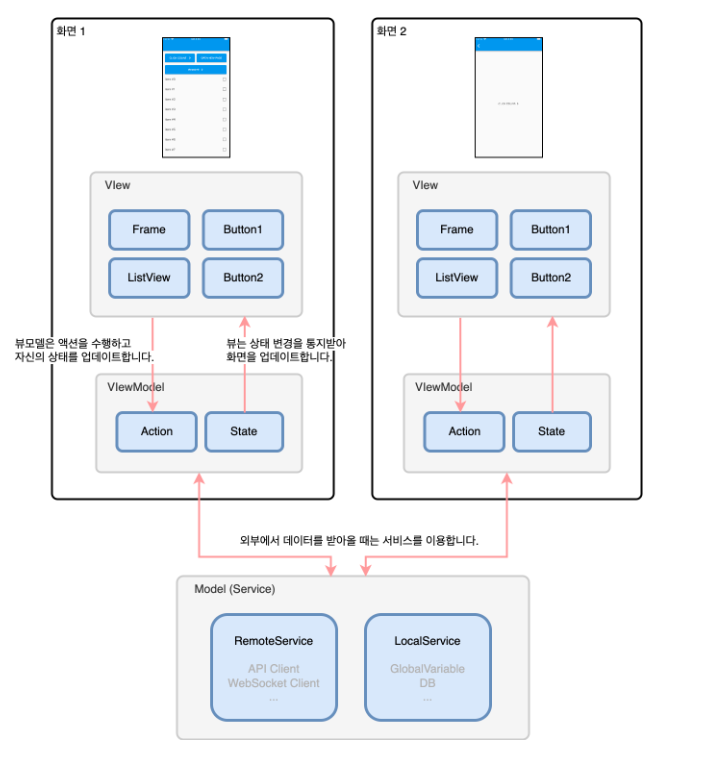 화면 1
View
Frame
Button1
ListView
Button2
뷰모델은 액션을 수행하고
자신의 상태를 업데이트합니다.
뷰는 상태 변경을 통지받아
화면을 업데이트합니다.
ViewModel
Action
State
화면 2
View
Frame
Button1
ListView
Button2
ViewModel
Action
State
외부에서 데이터를 받아올 때는 서비스를 이용합니다.
Model (Service)
RemoteService
API Client
WebSocket Client
...
LocalService
GlobalVariable
DB
...